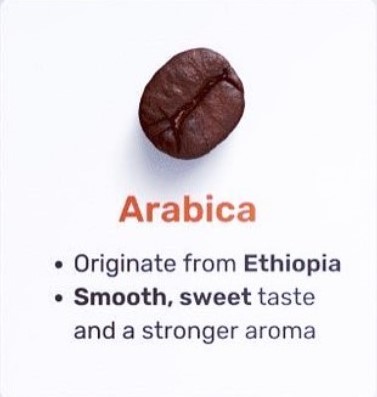 Arabica
• Originate from Ethiopia
• Smooth, sweet taste
and a stronger aroma